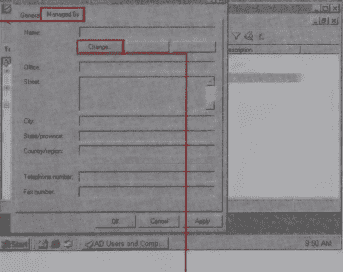 General Managed By
Name:
Change...
Office:
Street:
City:
State/province:
Country/region:
Telephone number:
Fax number:
OK Cancel Apply
Start AD Users and Comp... 9:50 AM